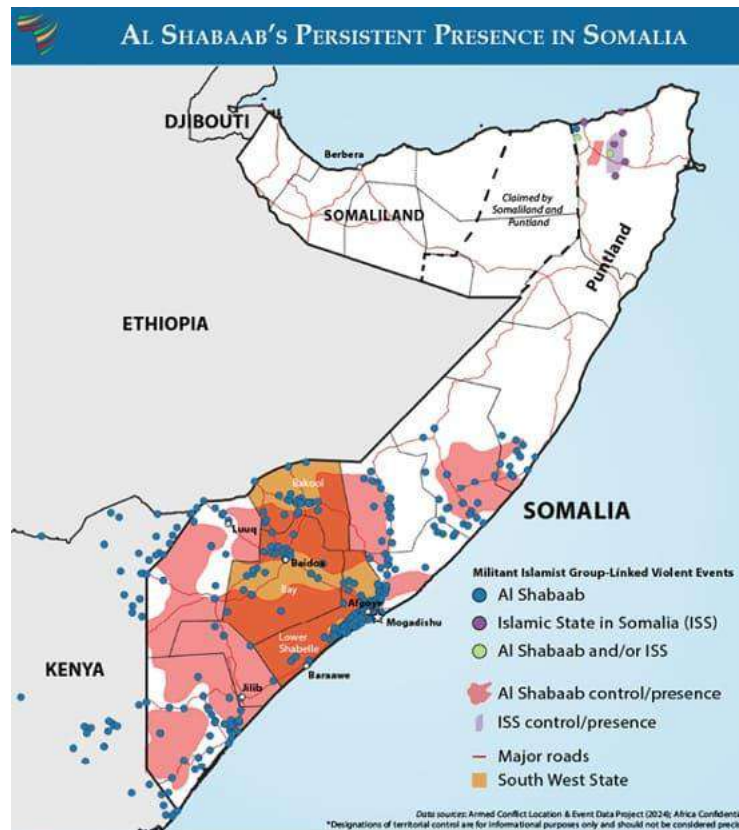 AL SHABAAB'S PERSISTENT PRESENCE IN SOMALIA
DJIBOUTI
Berbera
SOMALILAND
Claimed by
Somaliland and
Puntland
Puntland
ETHIOPIA
Bakool
Luuq
SOMALIA
Baidoa
Bay
Afgoye
Mogadishu
Lower
Shabelle
Baraawe
KENYA
Jilib
Militant Islamist Group-Linked Violent Events
Al Shabaab
Islamic State in Somalia (ISS)
Al Shabaab and/or ISS
Al Shabaab control/presence
ISS control/presence
Major roads
South West State
Data sources: Armed Conflict Location & Event Data Project (2024); Africa Confidenti
*Designations of territorial control are for informational purposes only and should not be considered preci